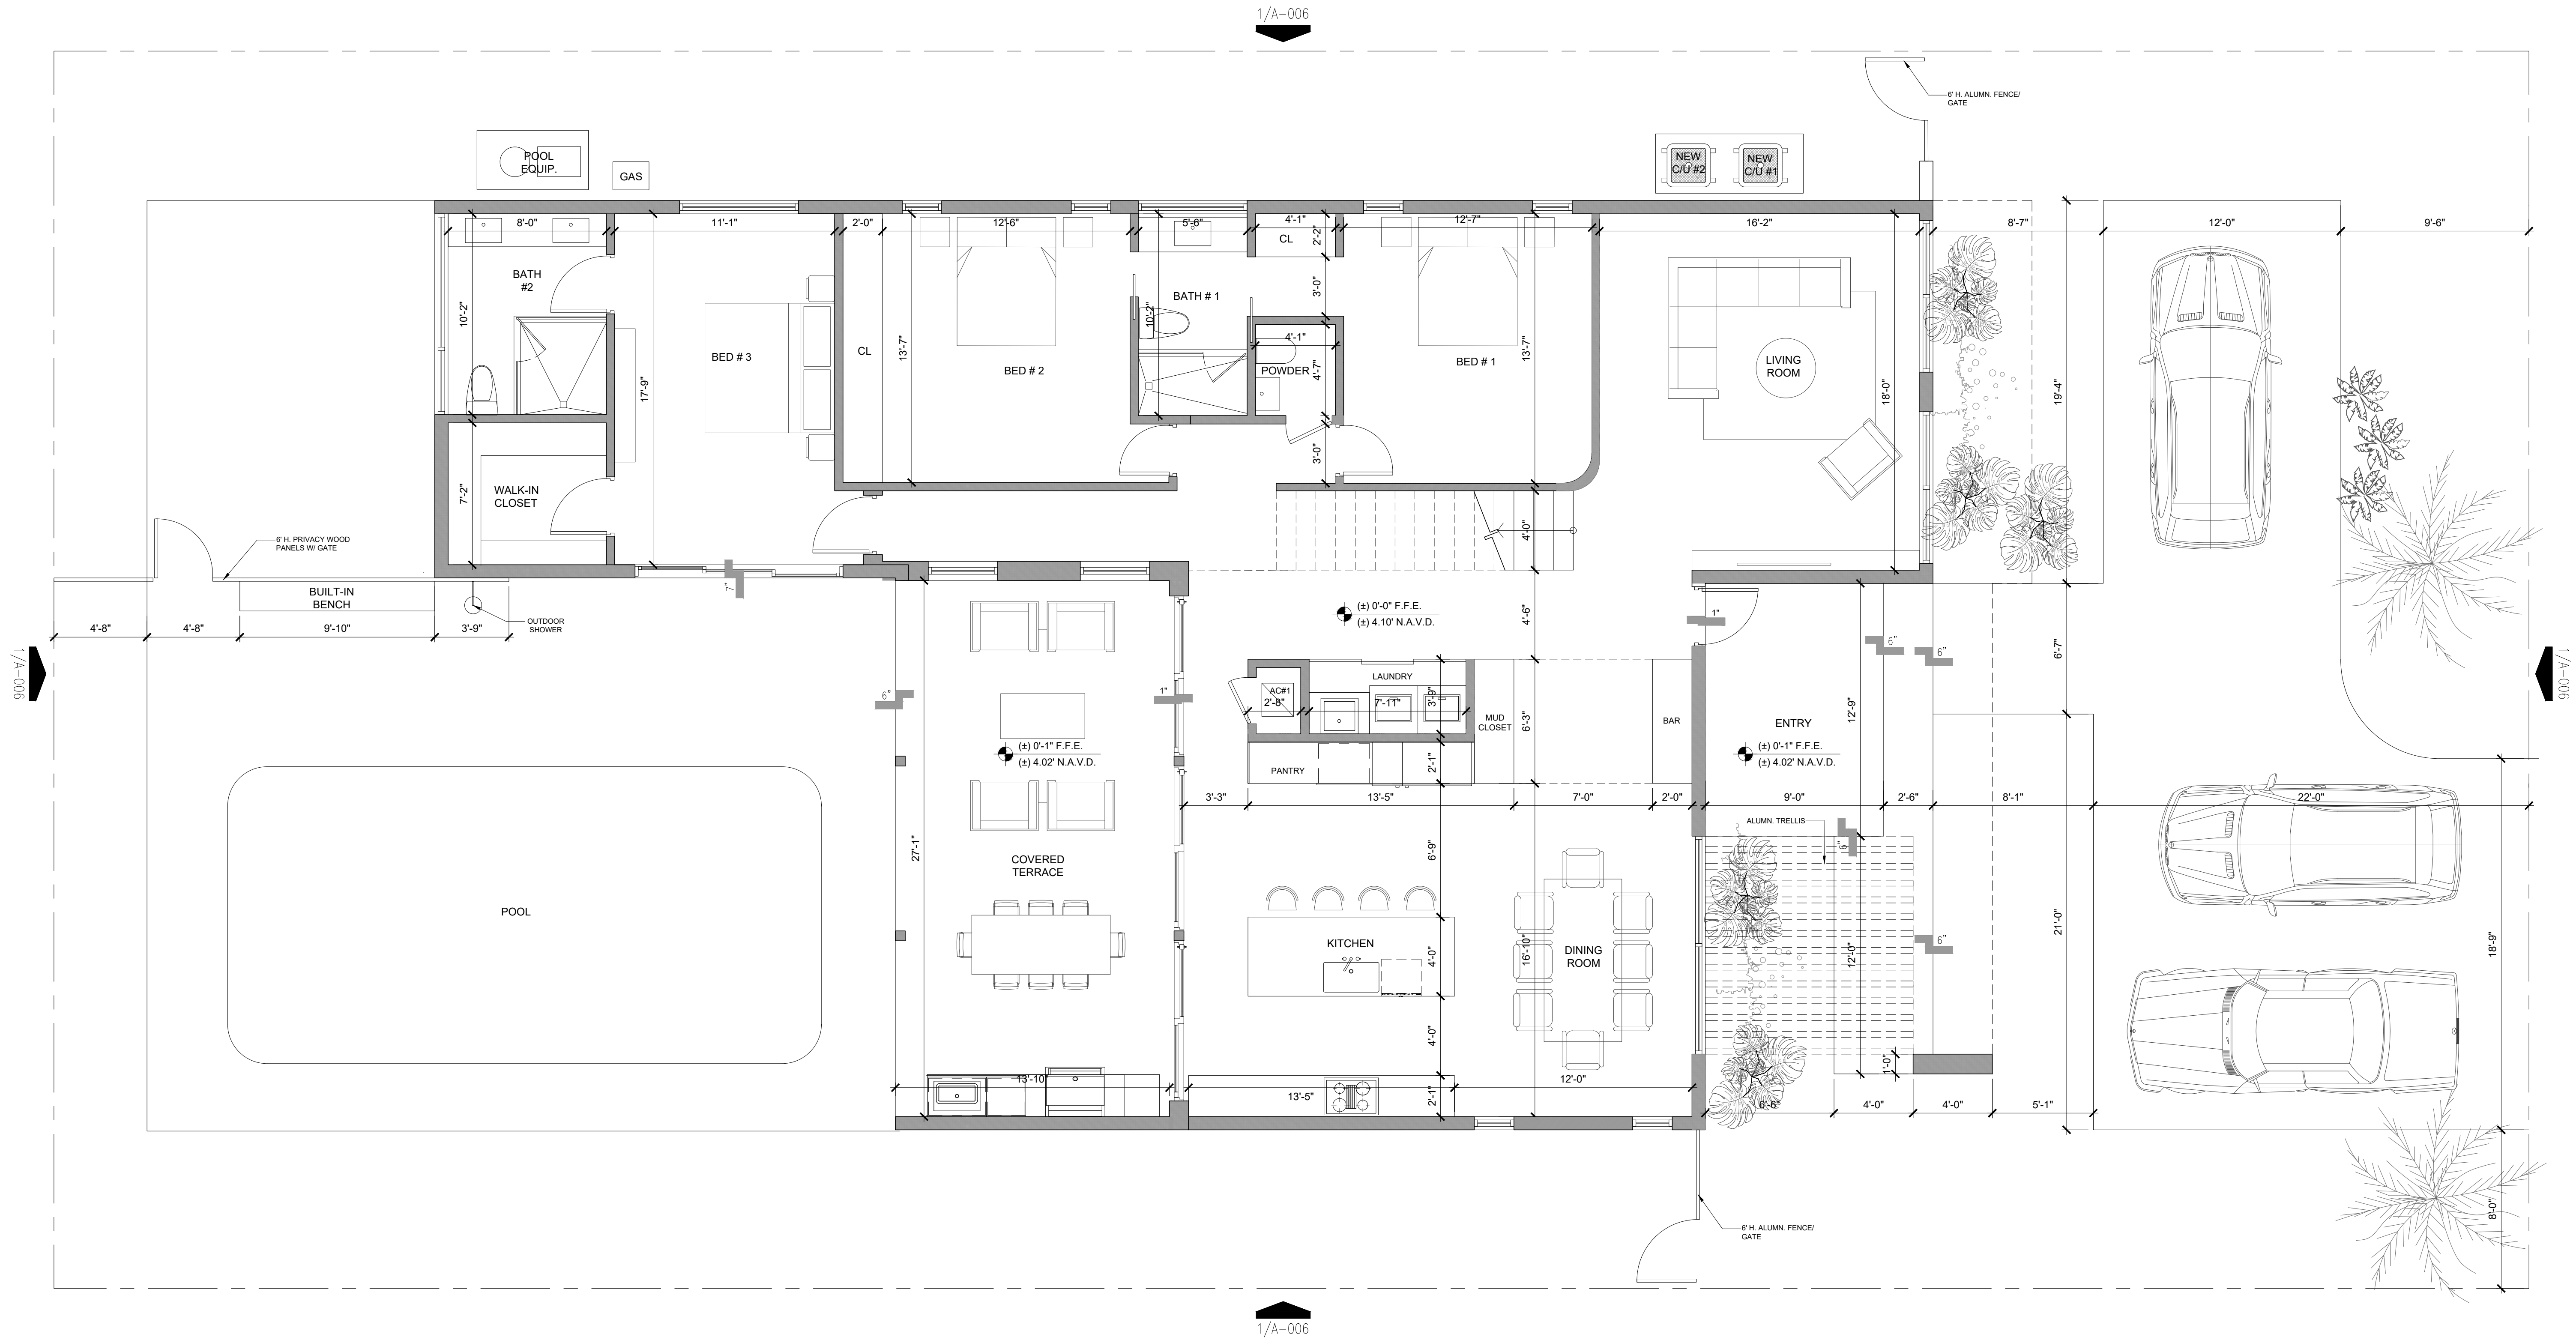 1/A-006
6' H. ALUMN. FENCE/
GATE
POOL
EQUIP.
GAS
NEW
C/U #2
NEW
C/U #1
8'-0"
11'-1"
2'-0"
12'-6"
5'-6"
4'-1"
12'-7"
16'-2"
8'-7"
12'-0"
9'-6"
CL
2'-2"
BATH
#2
10'-2"
BATH # 1
10'-2"
3'-0"
4'-1"
BED # 3
17'-9"
CL
13'-7"
BED # 2
POWDER
4'-7"
BED # 1
13'-7"
LIVING
ROOM
18'-0"
19'-4"
3'-0"
WALK-IN
CLOSET
7'-2"
4'-0"
6' H. PRIVACY WOOD
PANELS W/ GATE
BUILT-IN
BENCH
7"
OUTDOOR
SHOWER
4'-8"
4'-8"
9'-10"
3'-9"
(±) 0'-0" F.F.E.
(±) 4.10' N.A.V.D.
4'-6"
1"
6"
6"
6'-7"
1/A-006
1/A-006
6"
1"
AC#1
2'-8"
LAUNDRY
7'-11"
3'-9"
MUD
CLOSET
6'-3"
BAR
ENTRY
12'-9"
(±) 0'-1" F.F.E.
(±) 4.02' N.A.V.D.
(±) 0'-1" F.F.E.
(±) 4.02' N.A.V.D.
PANTRY
2'-1"
3'-3"
13'-5"
7'-0"
2'-0"
9'-0"
2'-6"
8'-1"
22'-0"
ALUMN. TRELLIS
6"
27'-1"
COVERED
TERRACE
6'-9"
POOL
KITCHEN
4'-0"
16'-10"
DINING
ROOM
12'-0"
6"
21'-0"
18'-9"
4'-0"
1'-0"
13'-10"
13'-5"
2'-1"
12'-0"
6'-6"
4'-0"
4'-0"
5'-1"
8'-0"
6' H. ALUMN. FENCE/
GATE
1/A-006